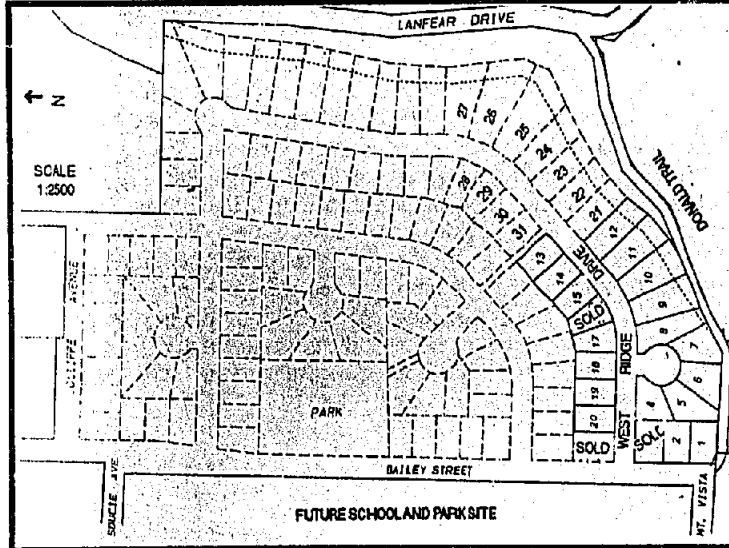 LANFEAR DRIVE
N
SCALE
1:2500
DONALD TRAIL
27
26
25
24
23
22
21
12
11
10
9
8
7
6
5
4
SOLD
2
1
28
29
30
31
13
14
15
SOLD
17
18
19
20
SOLD
WEST RIDGE DRIVE
AVENUE
PARK
BAILEY STREET
SOUCIE AVE
MT. VISTA
FUTURE SCHOOL AND PARK SITE